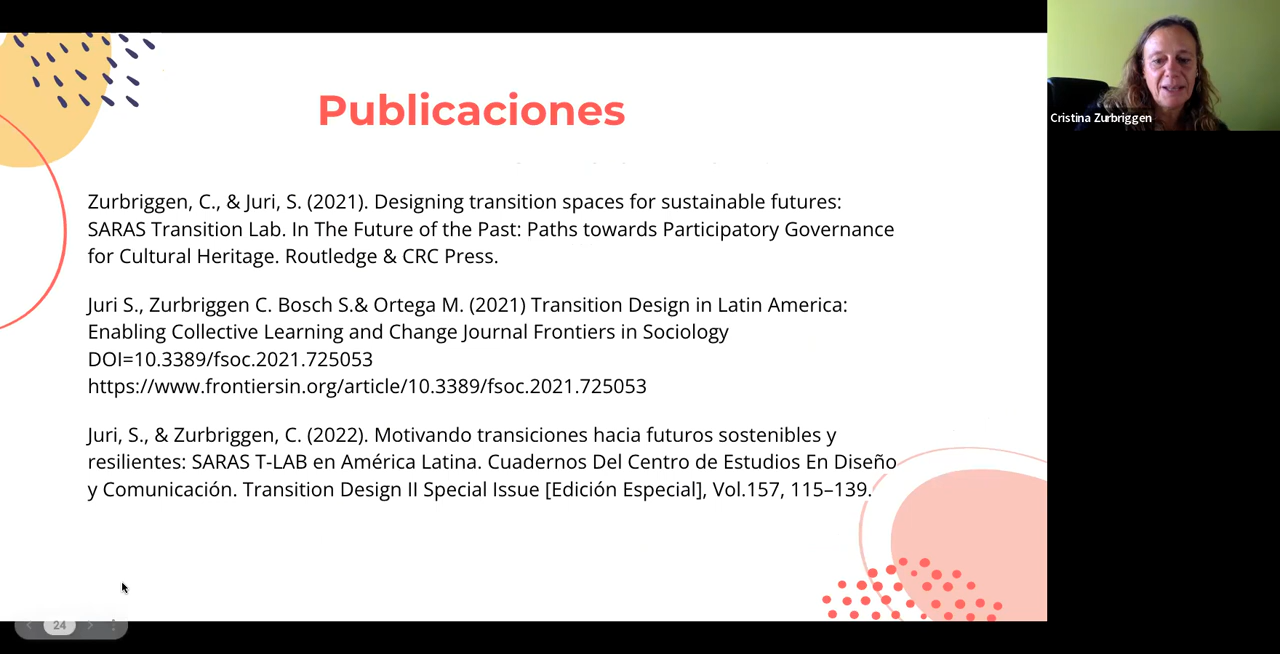 Publicaciones
Zurbriggen, C., & Juri, S. (2021). Designing transition spaces for sustainable futures:
SARAS Transition Lab. In The Future of the Past: Paths towards Participatory Governance
for Cultural Heritage. Routledge & CRC Press.
Juri S., Zurbriggen C. Bosch S.& Ortega M. (2021) Transition Design in Latin America:
Enabling Collective Learning and Change Journal Frontiers in Sociology
DOI=10.3389/fsoc.2021.725053
https://www.frontiersin.org/article/10.3389/fsoc.2021.725053
Juri, S., & Zurbriggen, C. (2022). Motivando transiciones hacia futuros sostenibles y
resilientes: SARAS T-LAB en América Latina. Cuadernos Del Centro de Estudios En Diseño
y Comunicación. Transition Design II Special Issue [Edición Especial], Vol.157, 115–139.
24
Cristina Zurbriggen